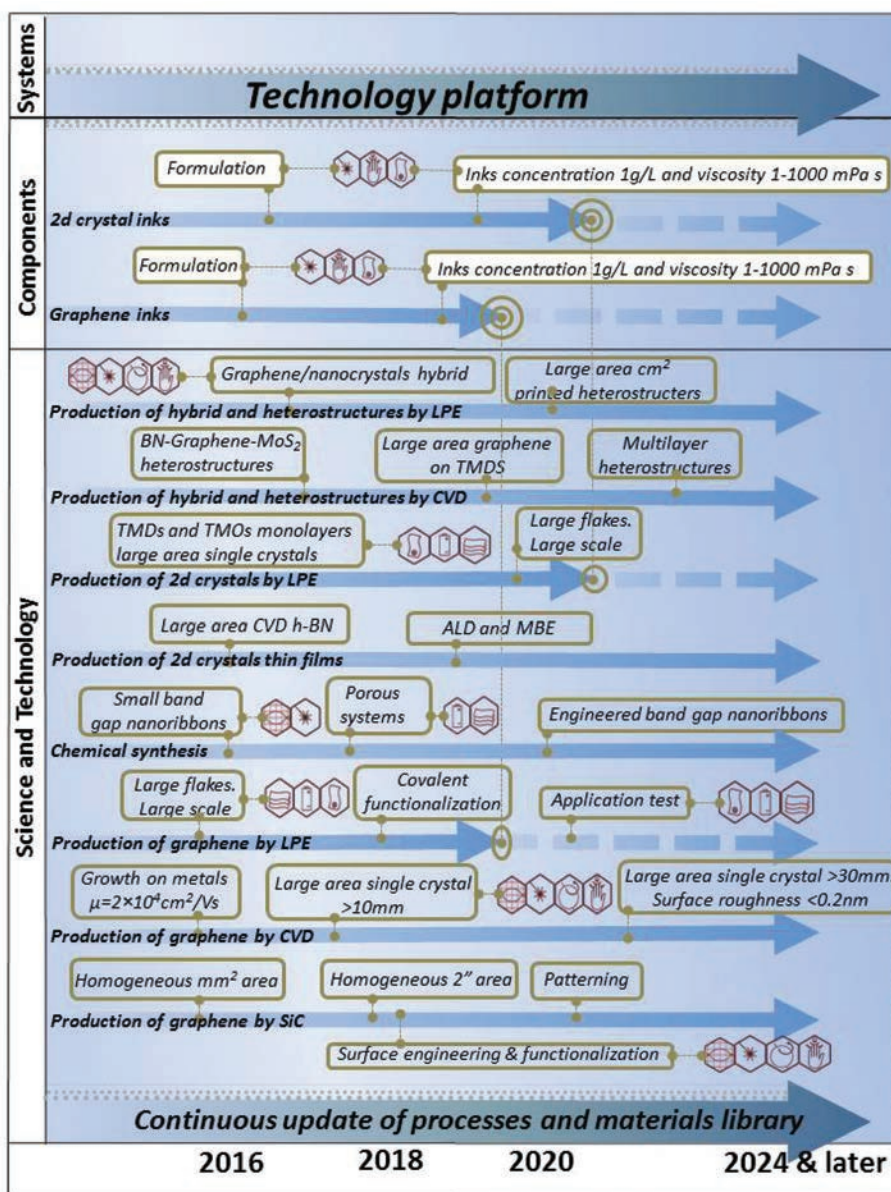 Systems
Technology platform
Components
Formulation
Inks concentration 1g/L and viscosity 1-1000 mPa s
2d crystal inks
Formulation
Inks concentration 1g/L and viscosity 1-1000 mPa s
Graphene inks
Science and Technology
Graphene/nanocrystals hybrid
Large area cm²
printed heterostructers
Production of hybrid and heterostructures by LPE
BN-Graphene-MoS₂
heterostructures
Large area graphene
on TMDS
Multilayer
heterostructures
Production of hybrid and heterostructures by CVD
TMDs and TMOs monolayers
large area single crystals
Large flakes.
Large scale
Production of 2d crystals by LPE
Large area CVD h-BN
ALD and MBE
Production of 2d crystals thin films
Small band
gap nanoribbons
Porous
systems
Engineered band gap nanoribbons
Chemical synthesis
Large flakes.
Large scale
Covalent
functionalization
Application test
Production of graphene by LPE
Growth on metals
μ=2×10⁴cm²/Vs
Large area single crystal
>10mm
Large area single crystal >30mm
Surface roughness <0.2nm
Production of graphene by CVD
Homogeneous mm² area
Homogeneous 2″ area
Patterning
Production of graphene by SiC
Surface engineering & functionalization
Continuous update of processes and materials library
2016 2018 2020 2024 & later